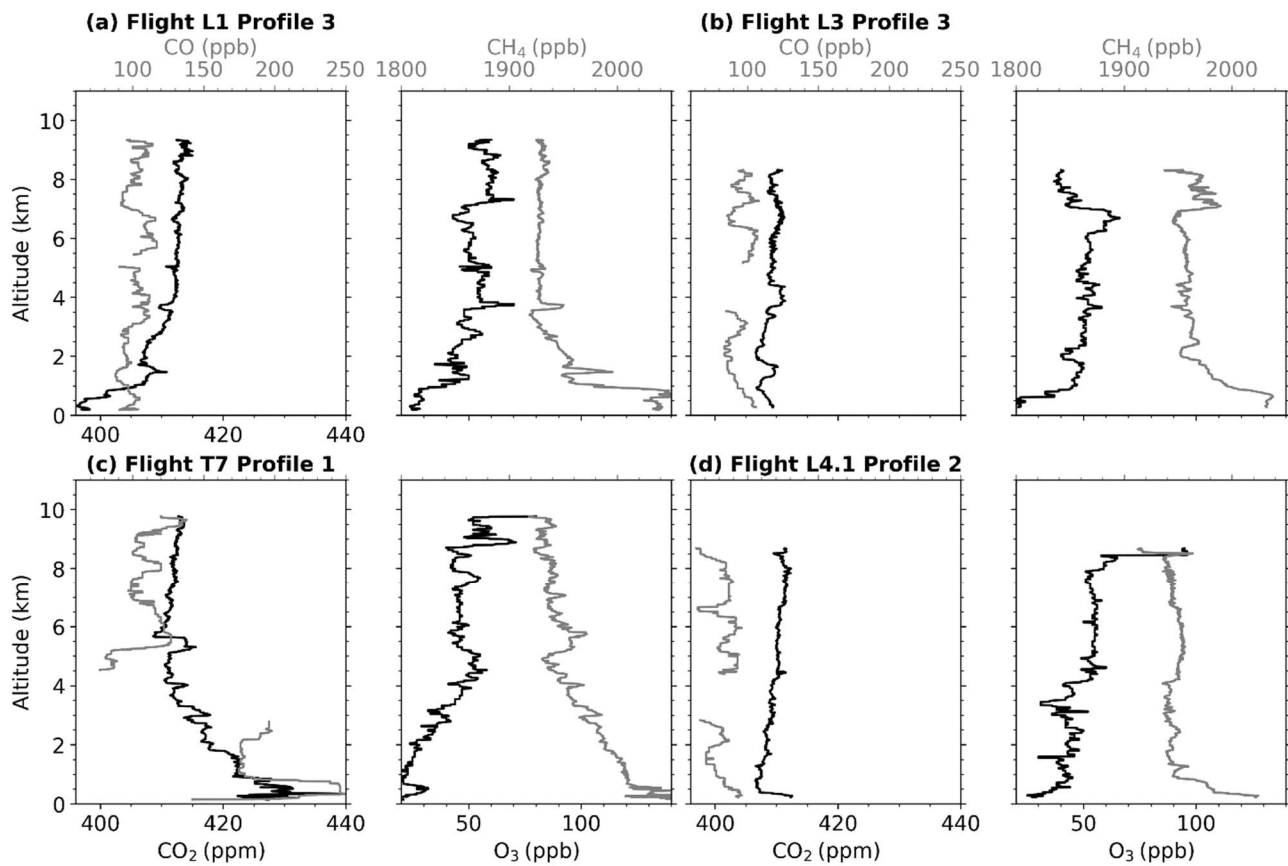 (a) Flight L1 Profile 3
(b) Flight L3 Profile 3
CO (ppb)
CH₄ (ppb)
CO (ppb)
CH₄ (ppb)
100 150 200 250
1800 1900 2000
100 150 200 250
1800 1900 2000
Altitude (km)
10
8
6
4
2
0
400 420 440
(c) Flight T7 Profile 1
(d) Flight L4.1 Profile 2
Altitude (km)
10
8
6
4
2
0
400 420 440
50 100
400 420 440
50 100
CO₂ (ppm)
O₃ (ppb)
CO₂ (ppm)
O₃ (ppb)